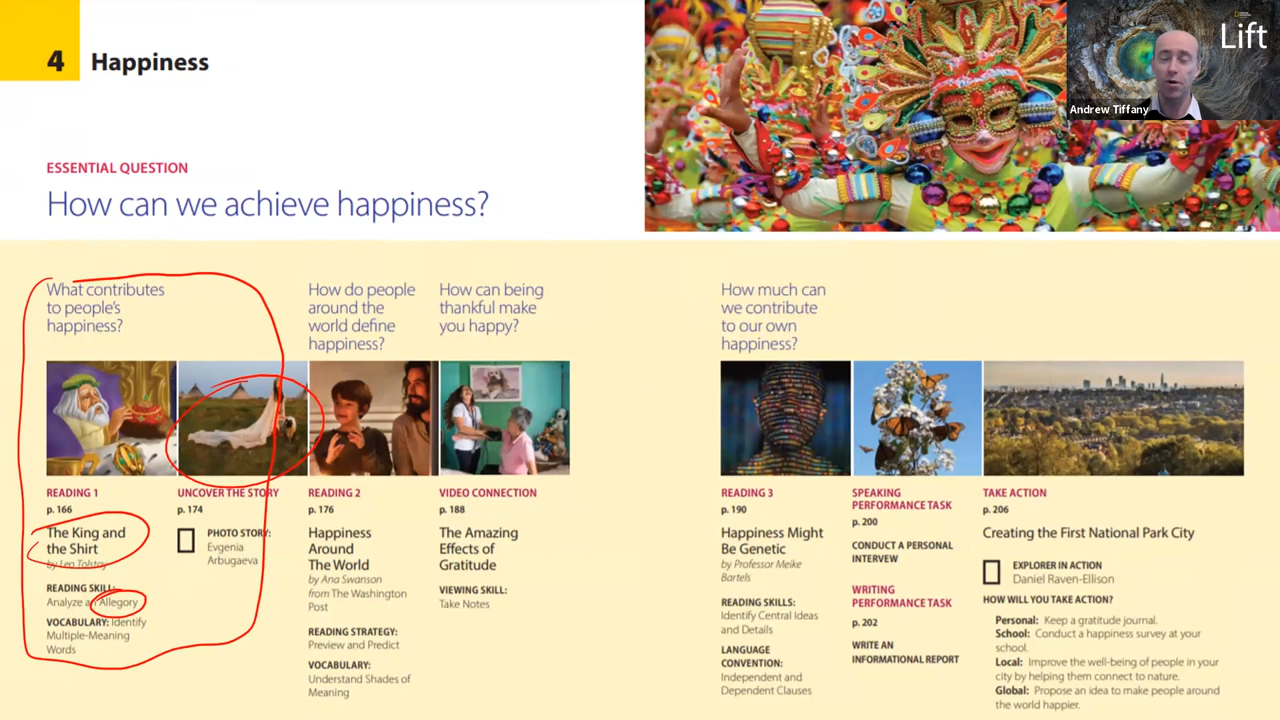 4 Happiness
Lift
Andrew Tiffany
ESSENTIAL QUESTION
How can we achieve happiness?
What contributes
to people's
happiness?
READING 1
p. 166
The King and
the Shirt
by Leo Tolstoy
READING SKILL:
Analyze an Allegory
VOCABULARY: Identify
Multiple-Meaning
Words
UNCOVER THE STORY
p. 174
PHOTO STORY:
Evgenia
Arbugaeva
How do people
around the
world define
happiness?
READING 2
p. 176
Happiness
Around
The World
by Ana Swanson
from The Washington
Post
READING STRATEGY:
Preview and Predict
VOCABULARY:
Understand Shades of
Meaning
How can being
thankful make
you happy?
VIDEO CONNECTION
p. 188
The Amazing
Effects of
Gratitude
VIEWING SKILL:
Take Notes
How much can
we contribute
to our own
happiness?
READING 3
p. 190
Happiness Might
Be Genetic
by Professor Meike
Bartels
READING SKILLS:
Identify Central Ideas
and Details
LANGUAGE
CONVENTION:
Independent and
Dependent Clauses
SPEAKING
PERFORMANCE TASK
p. 200
CONDUCT A PERSONAL
INTERVEW
WRITING
PERFORMANCE TASK
p. 202
WRITE AN
INFORMATIONAL REPORT
TAKE ACTION
p. 206
Creating the First National Park City
EXPLORER IN ACTION
Daniel Raven-Ellison
HOW WILL YOU TAKE ACTION?
Personal: Keep a gratitude journal.
School: Conduct a happiness survey at your
school.
Local: Improve the well-being of people in your
city by helping them connect to nature.
Global: Propose an idea to make people around
the world happier.